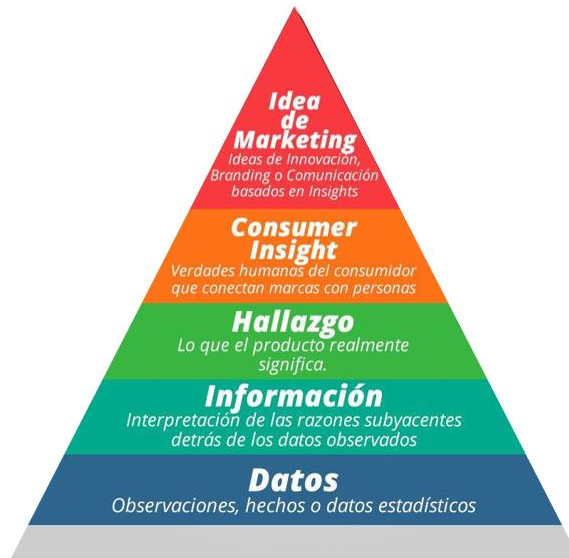 Idea
de
Marketing
Ideas de Innovación,
Branding o Comunicación
basados en Insights
Consumer
Insight
Verdades humanas del consumidor
que conectan marcas con personas
Hallazgo
Lo que el producto realmente
significa.
Información
Interpretación de las razones subyacentes
detrás de los datos observados
Datos
Observaciones, hechos o datos estadísticos